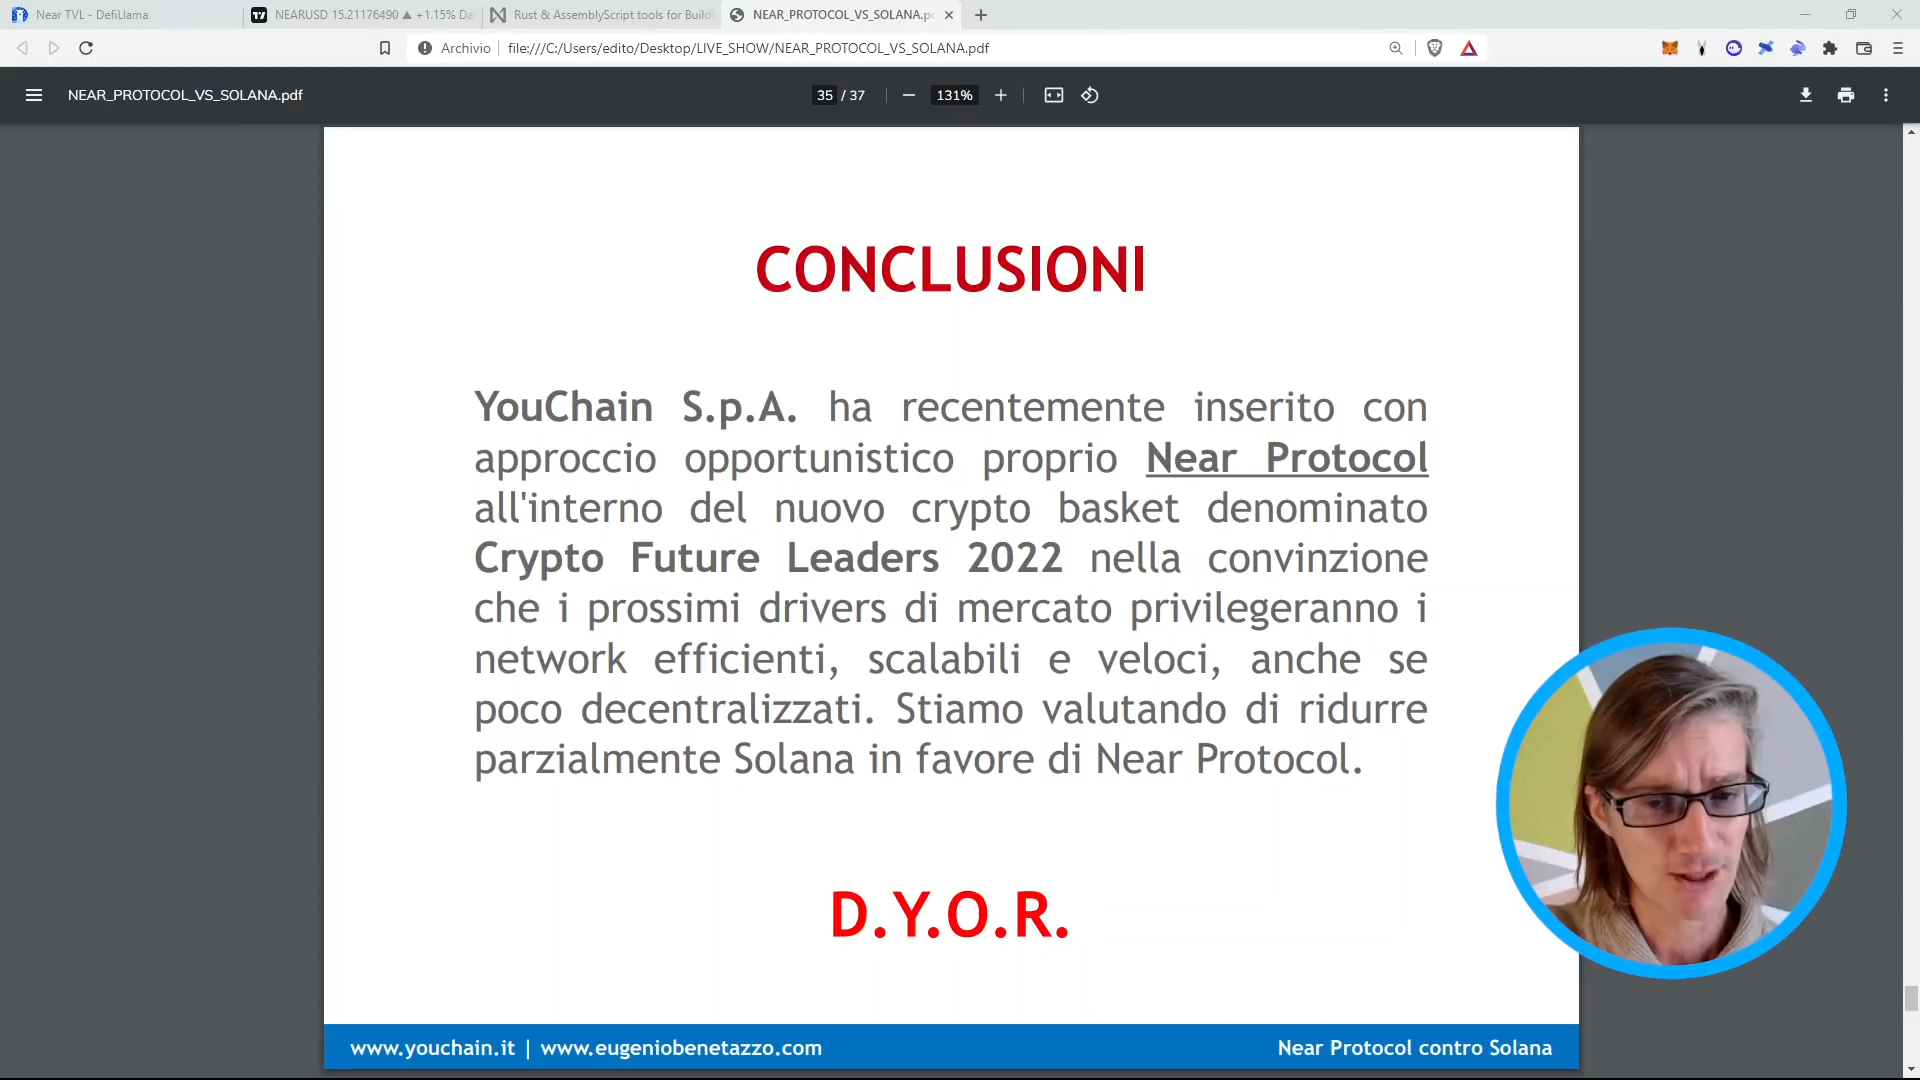 Near TVL - DefiLlama
NEARUSD 15.21176490 ▲ +1.15% Da
Rust & AssemblyScript tools for Build
NEAR_PROTOCOL_VS_SOLANA.p
Archivio
file:///C:/Users/edito/Desktop/LIVE_SHOW/NEAR_PROTOCOL_VS_SOLANA.pdf
NEAR_PROTOCOL_VS_SOLANA.pdf
35 / 37
131%
CONCLUSIONI
YouChain S.p.A. ha recentemente inserito con
approccio opportunistico proprio Near Protocol
all'interno del nuovo crypto basket denominato
Crypto Future Leaders 2022 nella convinzione
che i prossimi drivers di mercato privilegeranno i
network efficienti, scalabili e veloci, anche se
poco decentralizzati. Stiamo valutando di ridurre
parzialmente Solana in favore di Near Protocol.
D.Y.O.R.
www.youchain.it | www.eugeniobenetazzo.com
Near Protocol contro Solana